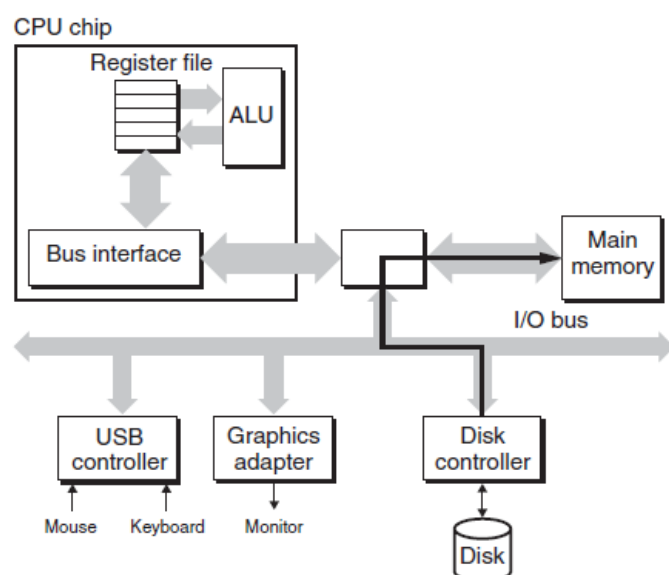 CPU chip
Register file
ALU
Bus interface
Main
memory
I/O bus
USB
controller
Graphics
adapter
Disk
controller
Mouse
Keyboard
Monitor
Disk